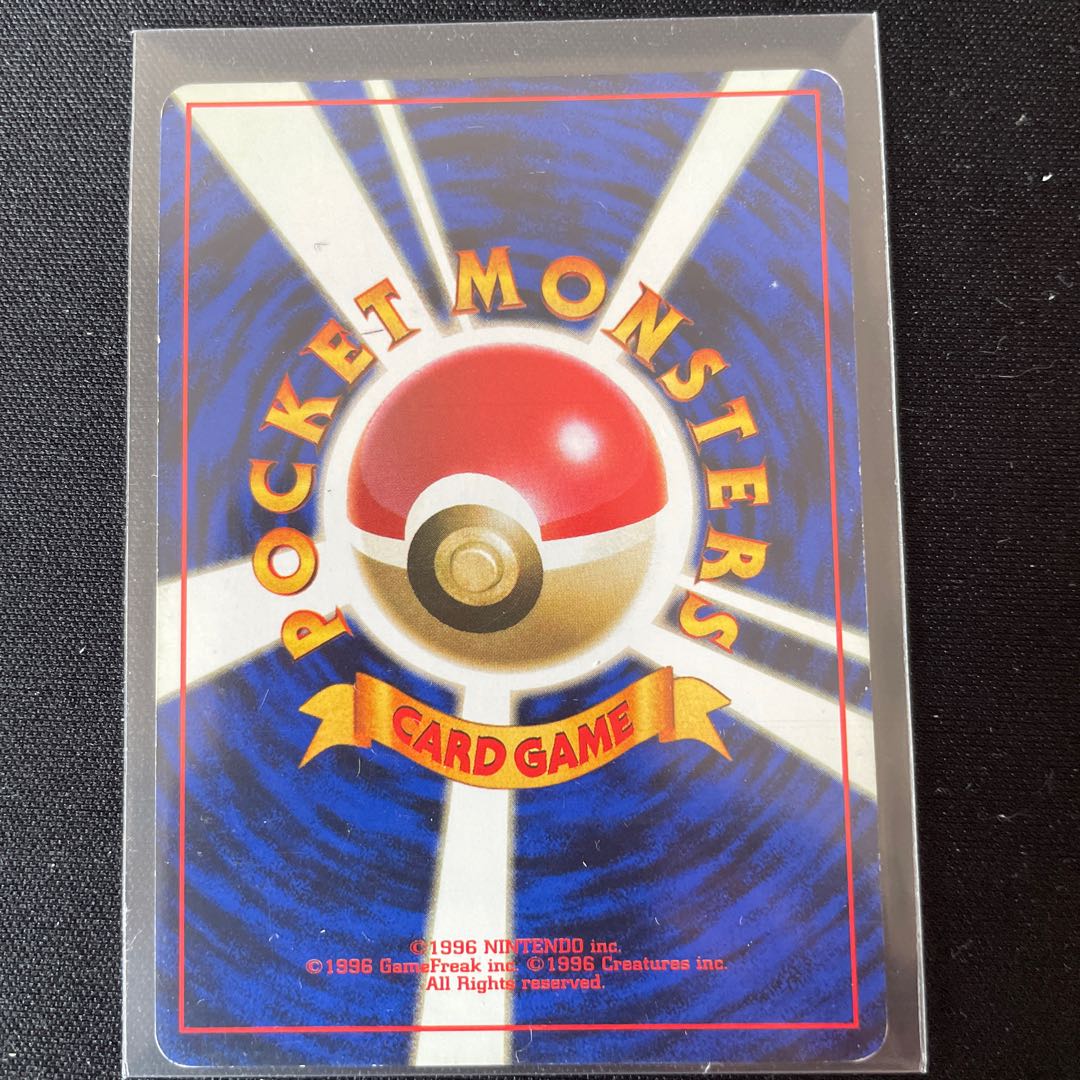 POCKET MONSTERS
CARD GAME
©1996 NINTENDO inc.
©1996 GameFreak inc. ©1996 Creatures inc.
All Rights reserved.